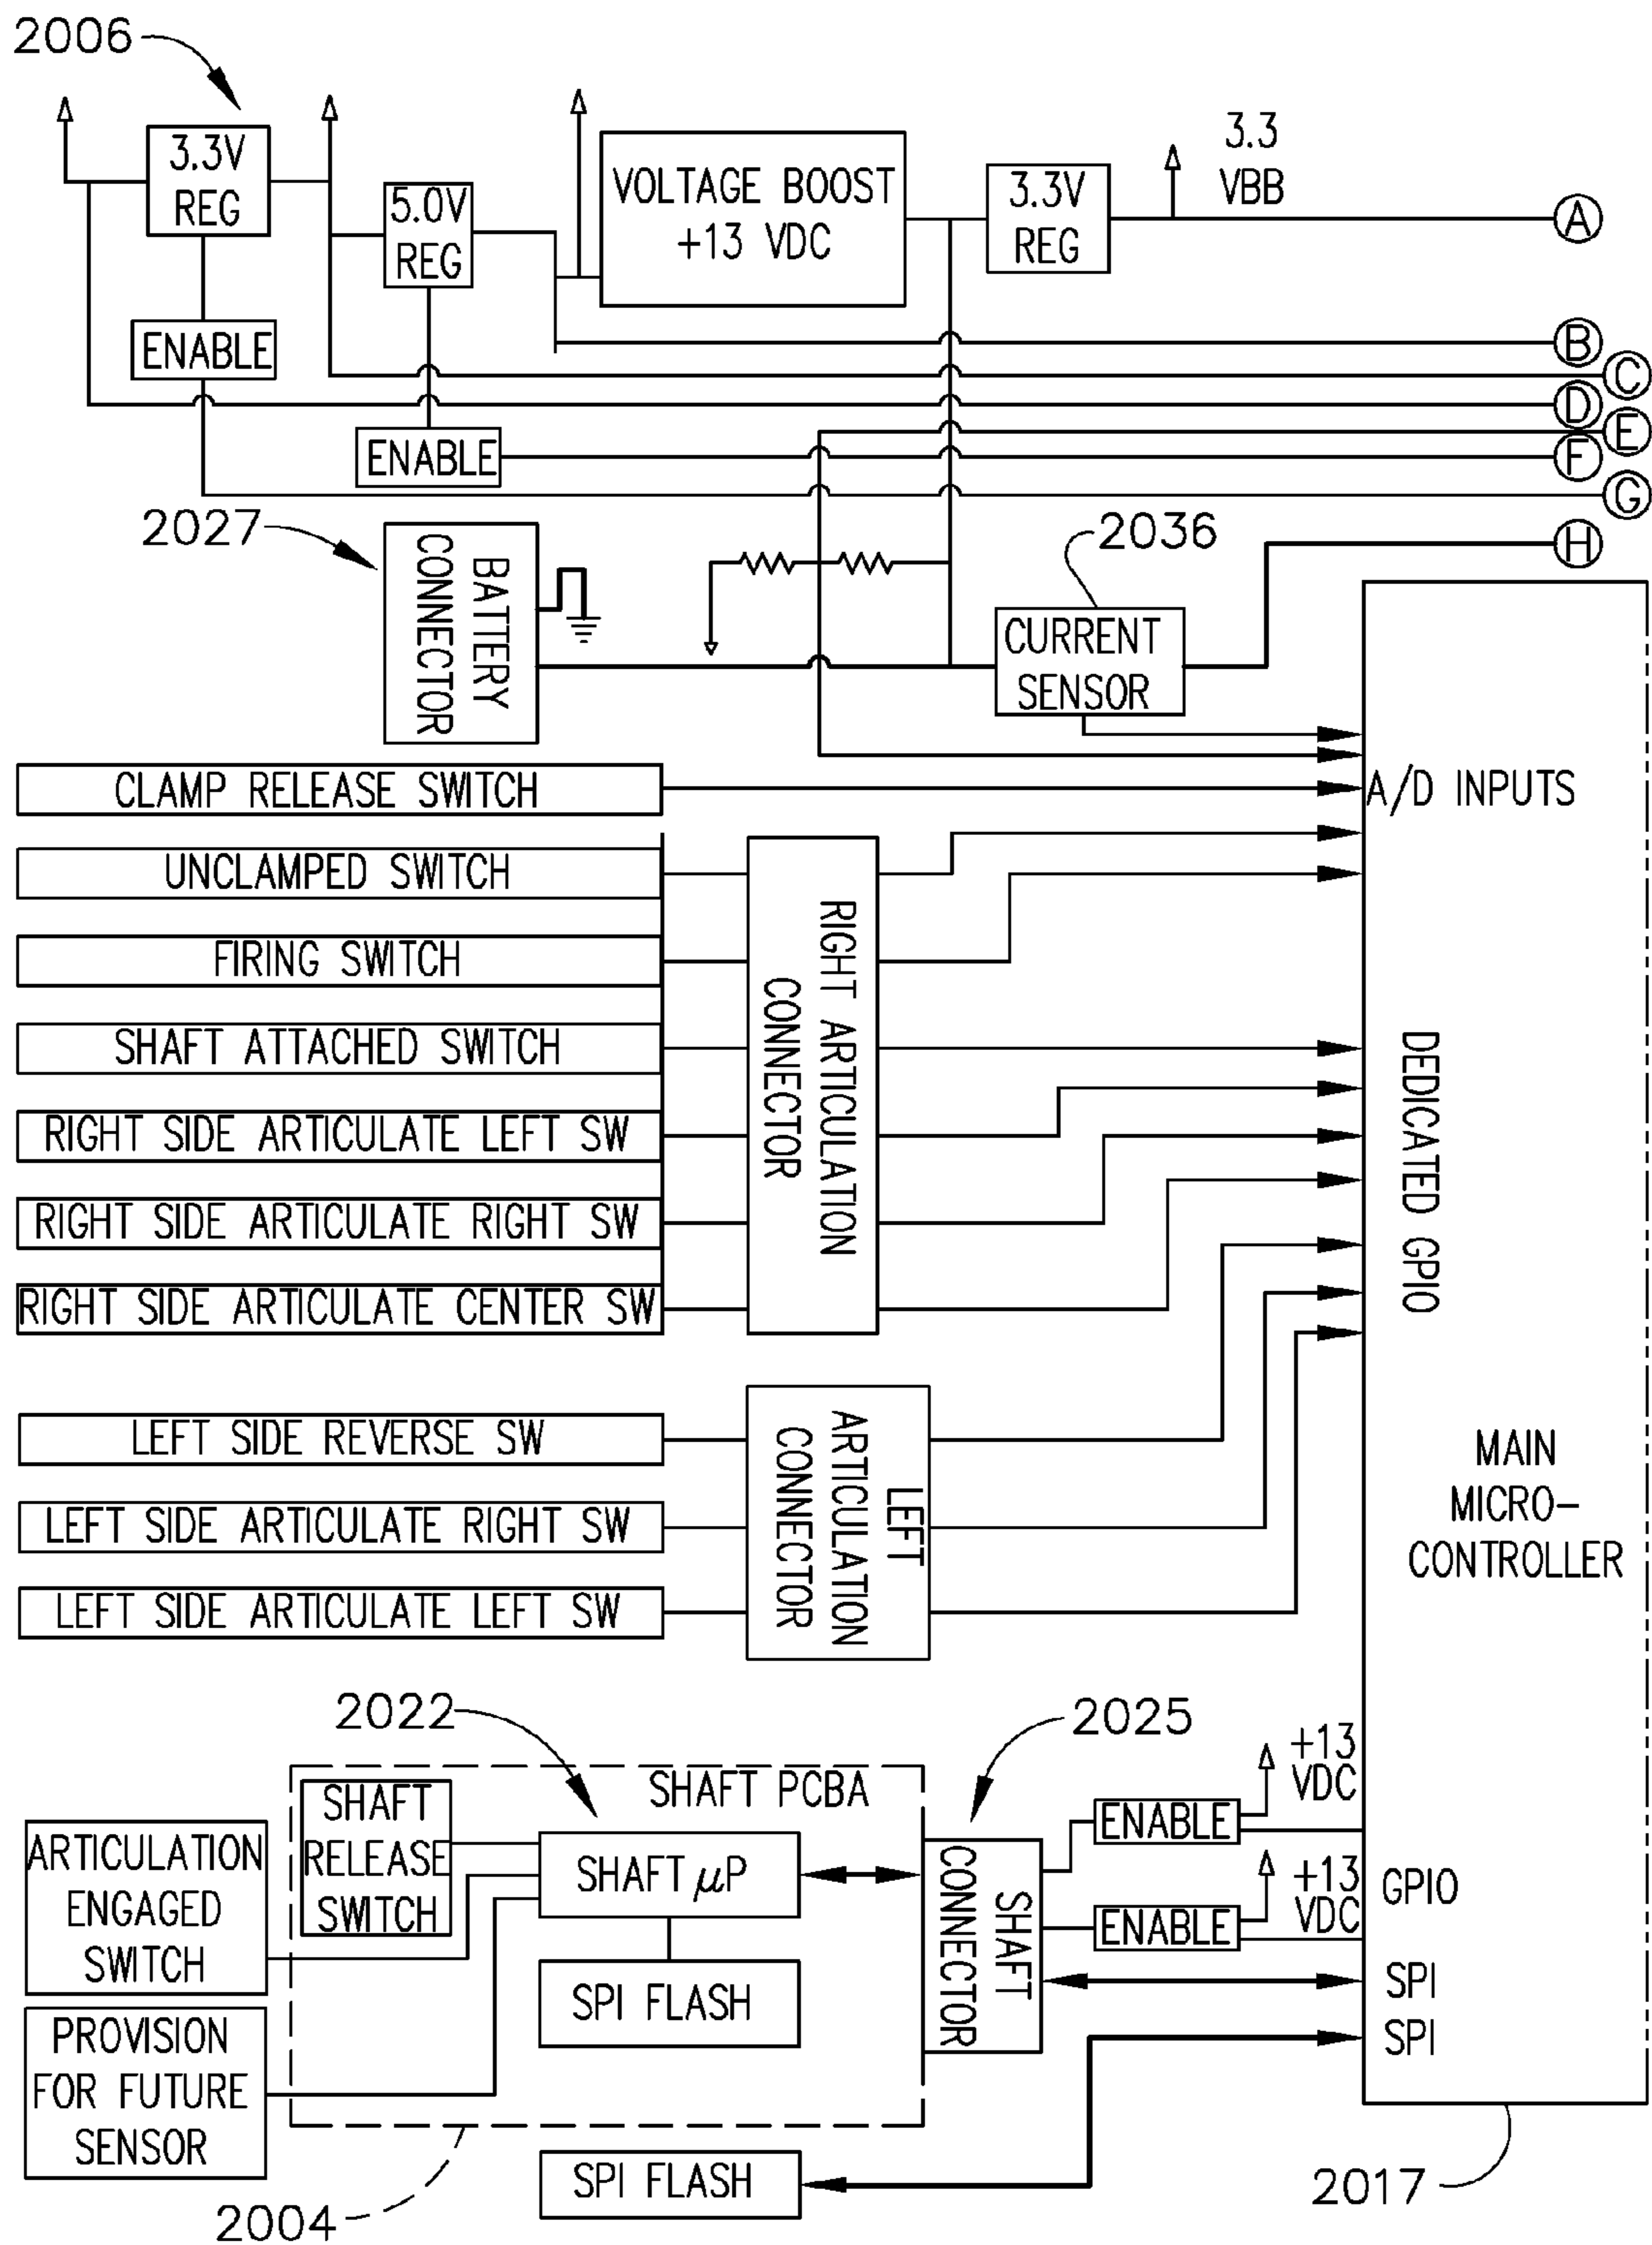 2006
3.3V
REG
5.0V
REG
VOLTAGE BOOST
+13 VDC
3.3V
REG
3.3
VBB
A
ENABLE
B
C
D
E
ENABLE
F
G
2027
BATTERY
CONNECTOR
2036
H
CURRENT
SENSOR
CLAMP RELEASE SWITCH
A/D INPUTS
UNCLAMPED SWITCH
FIRING SWITCH
SHAFT ATTACHED SWITCH
RIGHT SIDE ARTICULATE LEFT SW
RIGHT SIDE ARTICULATE RIGHT SW
RIGHT SIDE ARTICULATE CENTER SW
RIGHT ARTICULATION
CONNECTOR
DEDICATED GPIO
LEFT SIDE REVERSE SW
LEFT SIDE ARTICULATE RIGHT SW
LEFT SIDE ARTICULATE LEFT SW
LEFT
ARTICULATION
CONNECTOR
MAIN
MICRO-
CONTROLLER
2022
2025
SHAFT PCBA
SHAFT
RELEASE
SWITCH
ARTICULATION
ENGAGED
SWITCH
SHAFT μP
SPI FLASH
SHAFT
CONNECTOR
ENABLE
+13
VDC
ENABLE
+13
VDC
GPIO
SPI
SPI
PROVISION
FOR FUTURE
SENSOR
SPI FLASH
2004
2017